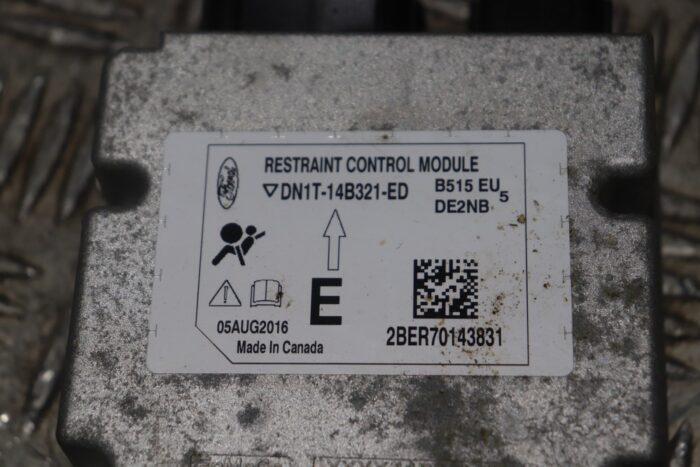 Ford
RESTRAINT CONTROL MODULE
DN1T-14B321-ED
B515 EU 5
DE2NB
E
05AUG2016
Made In Canada
2BER70143831